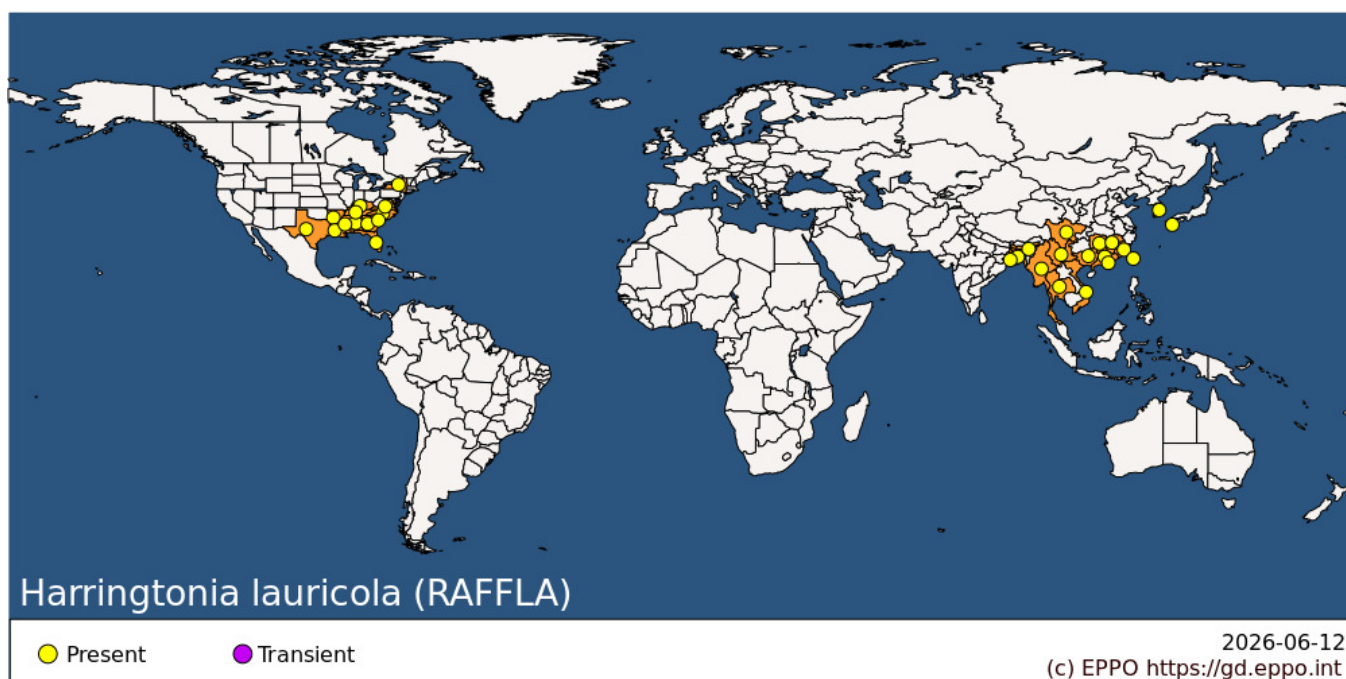 Harringtonia lauricola (RAFFLA)
Present
Transient
2026-06-12
(c) EPPO https://gd.eppo.int